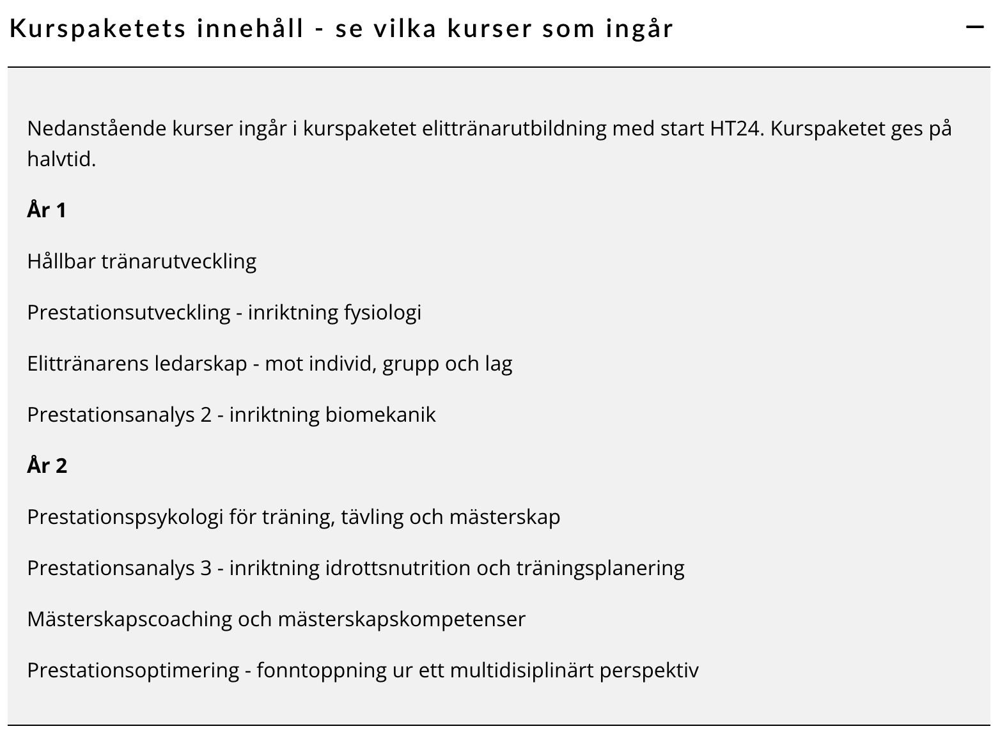 Kurspaketets innehåll - se vilka kurser som ingår
Nedanstående kurser ingår i kurspaketet elittränarutbildning med start HT24. Kurspaketet ges på
halvtid.
År 1
Hållbar tränarutveckling
Prestationsutveckling - inriktning fysiologi
Elittränarens ledarskap - mot individ, grupp och lag
Prestationsanalys 2 - inriktning biomekanik
År 2
Prestationspsykologi för träning, tävling och mästerskap
Prestationsanalys 3 - inriktning idrottsnutrition och träningsplanering
Mästerskapscoaching och mästerskapskompetenser
Prestationsoptimering - fonntoppning ur ett multidisiplinärt perspektiv